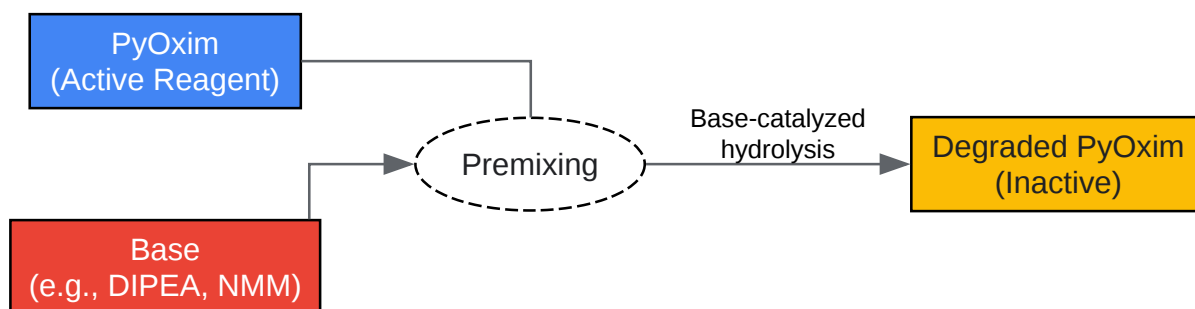 PyOxim
(Active Reagent)
Base-catalyzed
hydrolysis
Premixing
Degraded PyOxim
(Inactive)
Base
(e.g., DIPEA, NMM)